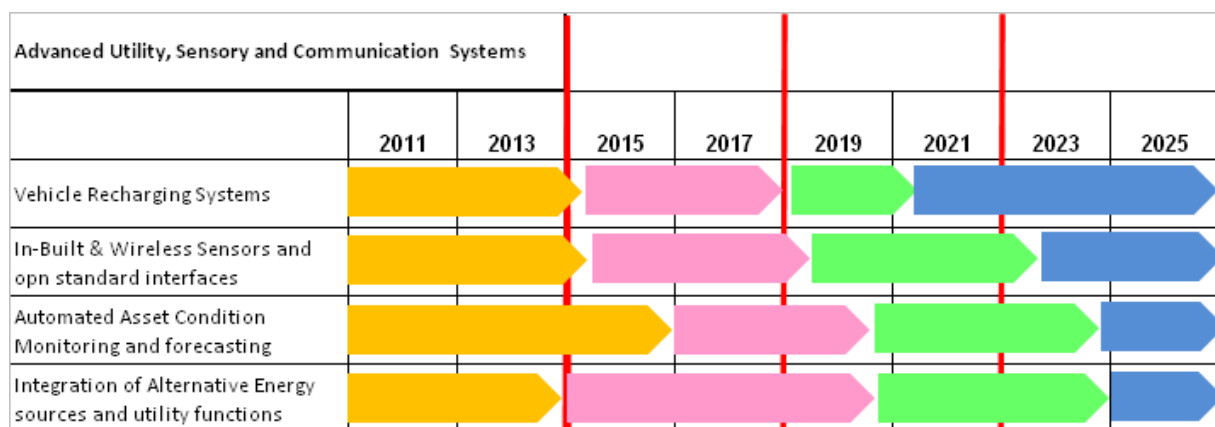 Advanced Utility, Sensory and Communication Systems
2011 2013 2015 2017 2019 2021 2023 2025
Vehicle Recharging Systems
In-Built & Wireless Sensors and
opn standard interfaces
Automated Asset Condition
Monitoring and forecasting
Integration of Alternative Energy
sources and utility functions